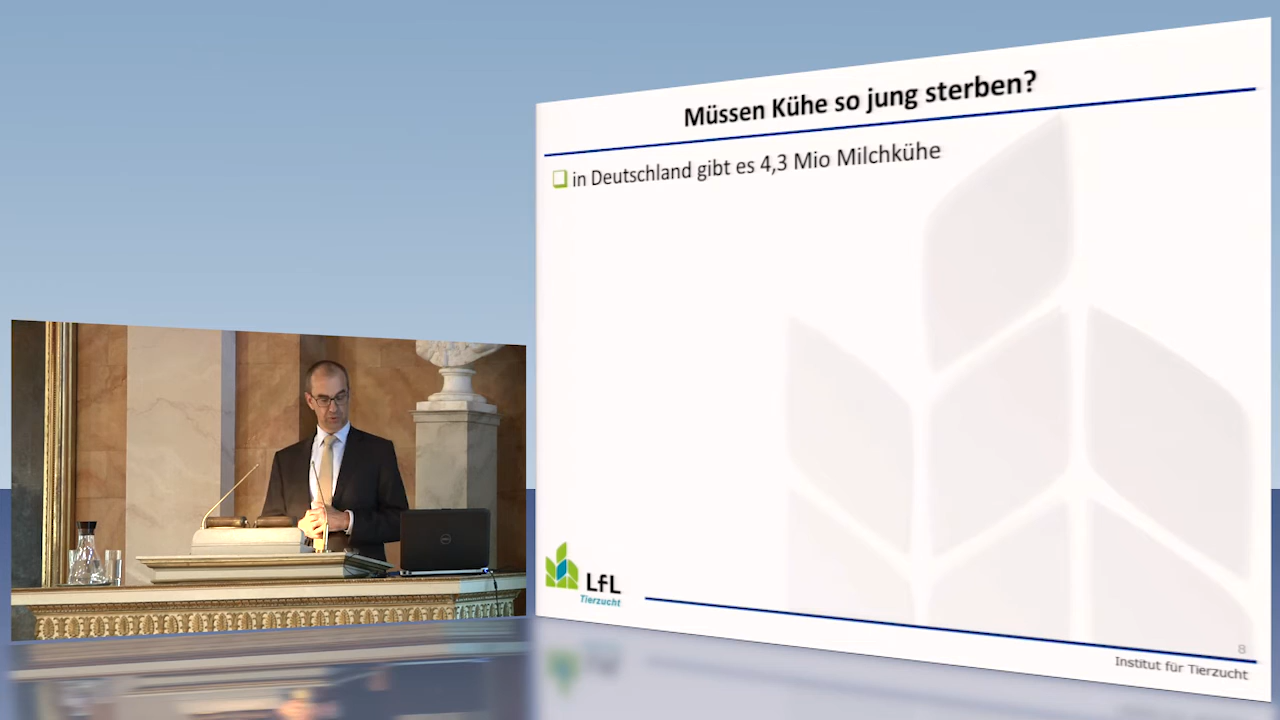 Müssen Kühe so jung sterben?
in Deutschland gibt es 4,3 Mio Milchkühe
LfL
Tierzucht
8
Institut für Tierzucht